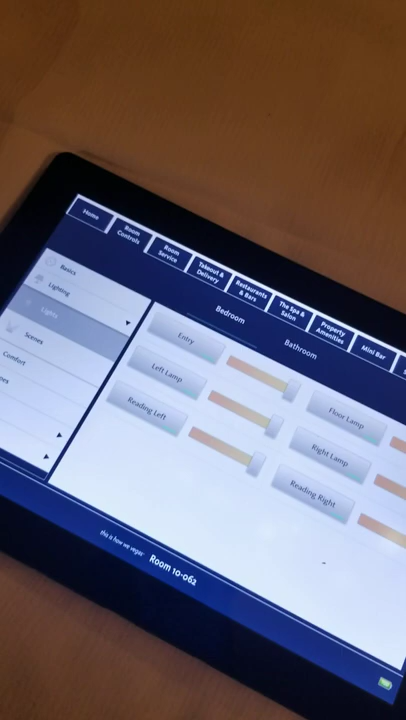 Home
Room
Controls
Room
Service
Takeout &
Delivery
Restaurants
& Bars
The Spa &
Salon
Property
Amenities
Mini Bar
Basics
Lighting
Lights
Scenes
Comfort
Bedroom
Bathroom
Entry
Floor Lamp
Left Lamp
Right Lamp
Reading Left
Reading Right
this is how we vegas
Room 10-062